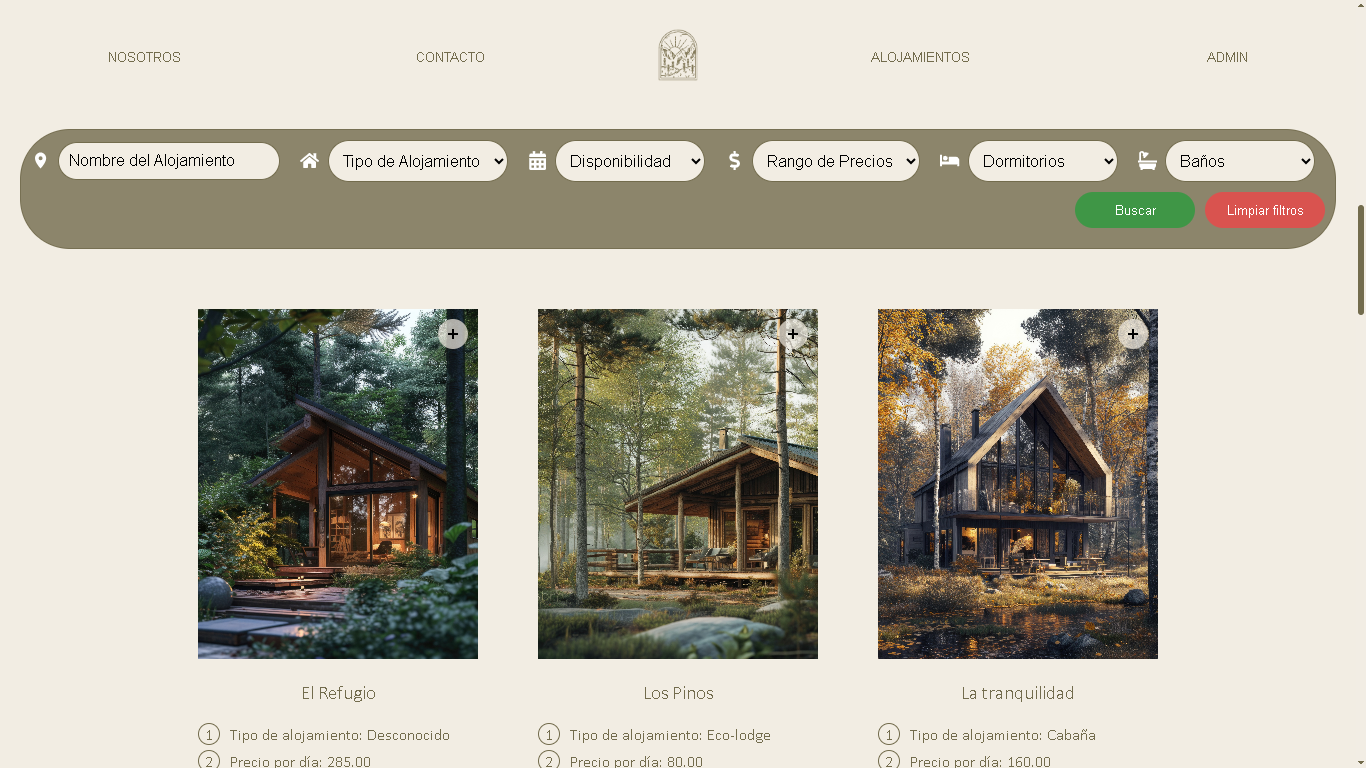 NOSOTROS CONTACTO ALOJAMIENTOS ADMIN
Nombre del Alojamiento Tipo de Alojamiento Disponibilidad Rango de Precios Dormitorios Baños
Buscar Limpiar filtros
+ + +
El Refugio Los Pinos La tranquilidad
1 Tipo de alojamiento: Desconocido 1 Tipo de alojamiento: Eco-lodge 1 Tipo de alojamiento: Cabaña
2 Precio por día: 285.00 2 Precio por día: 80.00 2 Precio por día: 160.00